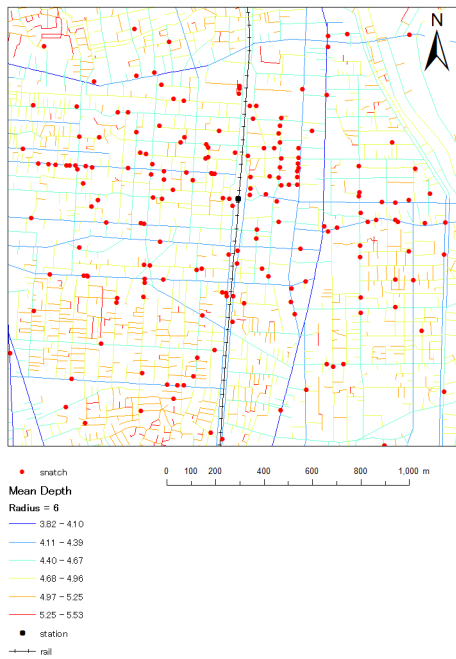 N
snatch
0 100 200 400 600 800 1,000 m
Mean Depth
Radius = 6
3.82 – 4.10
4.11 – 4.39
4.40 – 4.67
4.68 – 4.96
4.97 – 5.25
5.25 – 5.53
station
rail